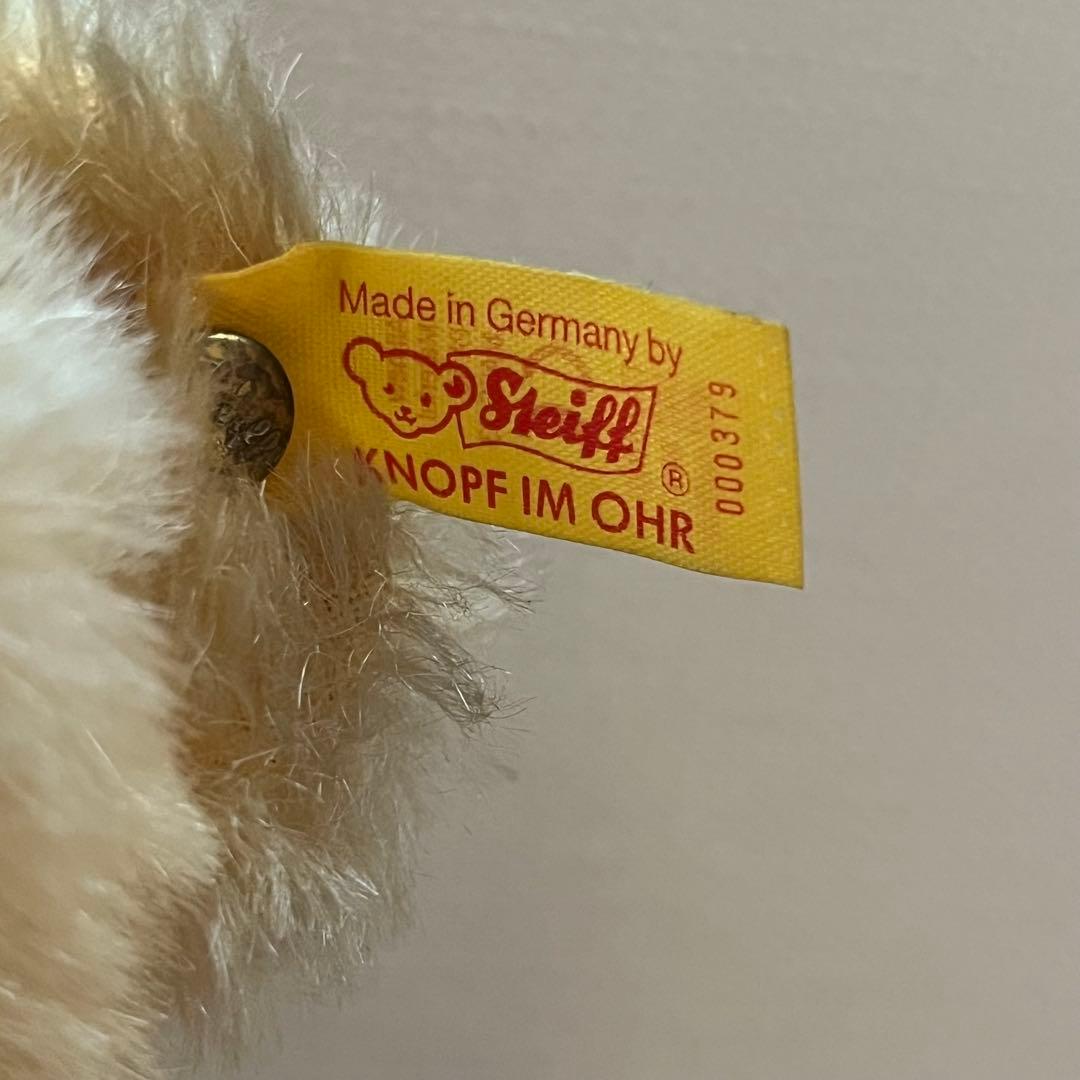 Made in Germany by
Steiff
®
KNOPF IM OHR
000379